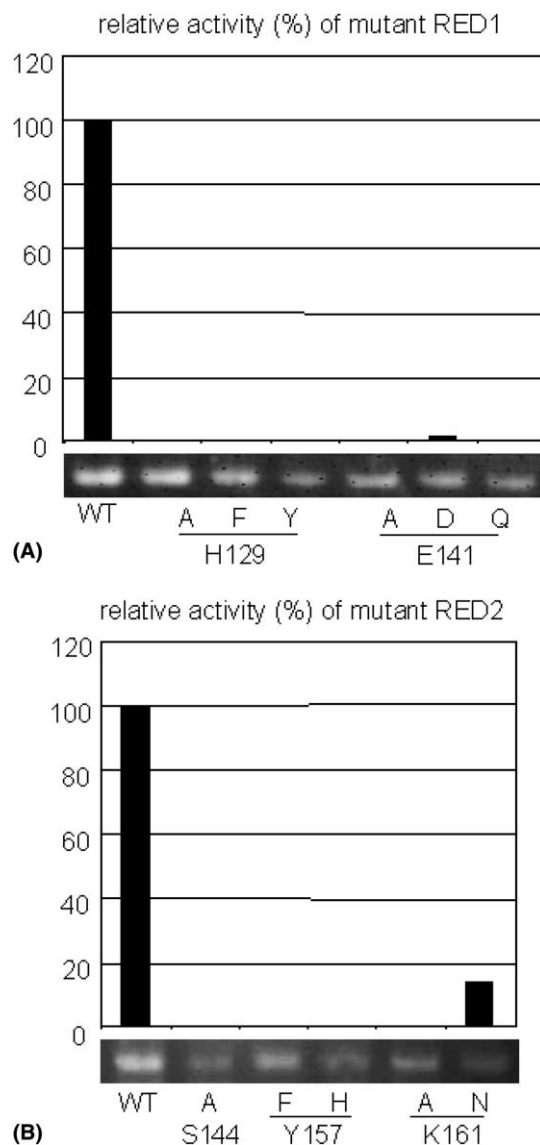 relative activity (%) of mutant RED1
120
100
80
60
40
20
0
WT A F Y A D Q
H129 E141
(A)
relative activity (%) of mutant RED2
120
100
80
60
40
20
0
WT A F H A N
S144 Y157 K161
(B)